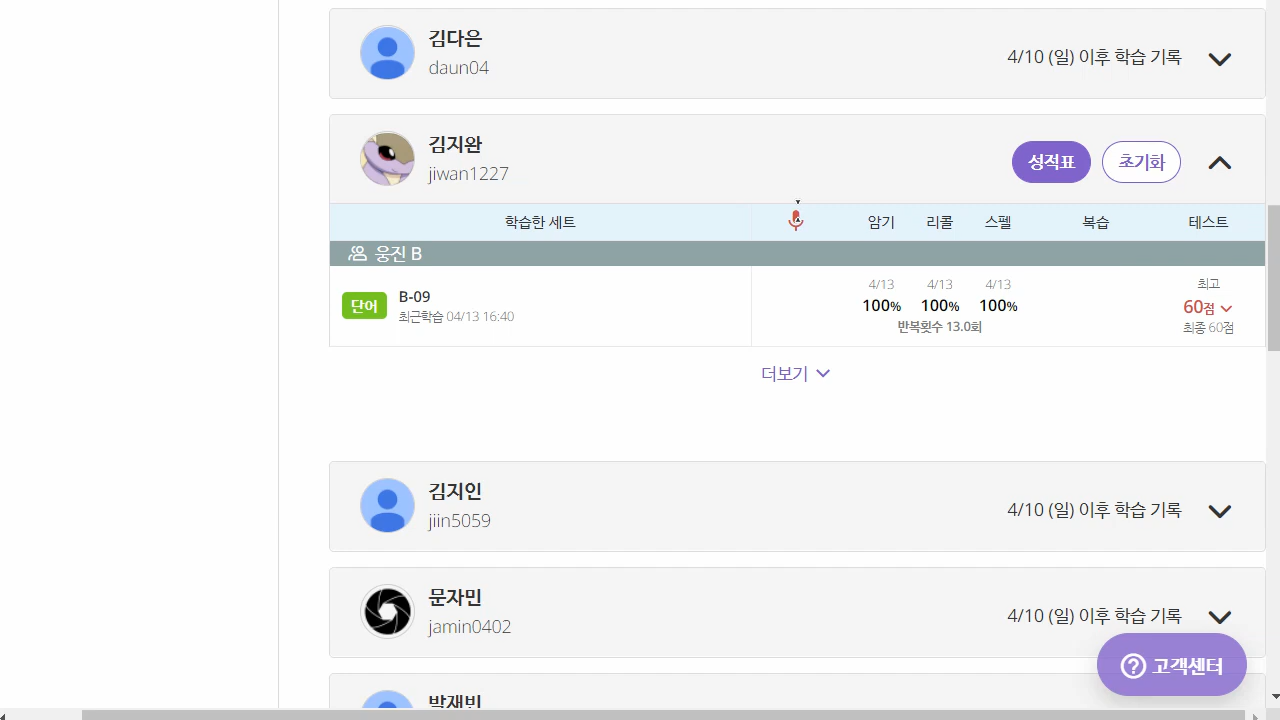 김다은
daun04
4/10 (일) 이후 학습 기록
김지완
jiwan1227
성적표 초기화
학습한 세트 암기 리콜 스펠 복습 테스트
웅진 B
단어 B-09
최근학습 04/13 16:40
4/13 4/13 4/13
100% 100% 100%
반복횟수 13.0회
최고
60점
최종 60점
더보기
김지인
jiin5059
4/10 (일) 이후 학습 기록
문자민
jamin0402
4/10 (일) 이후 학습 기록
고객센터
박재빈